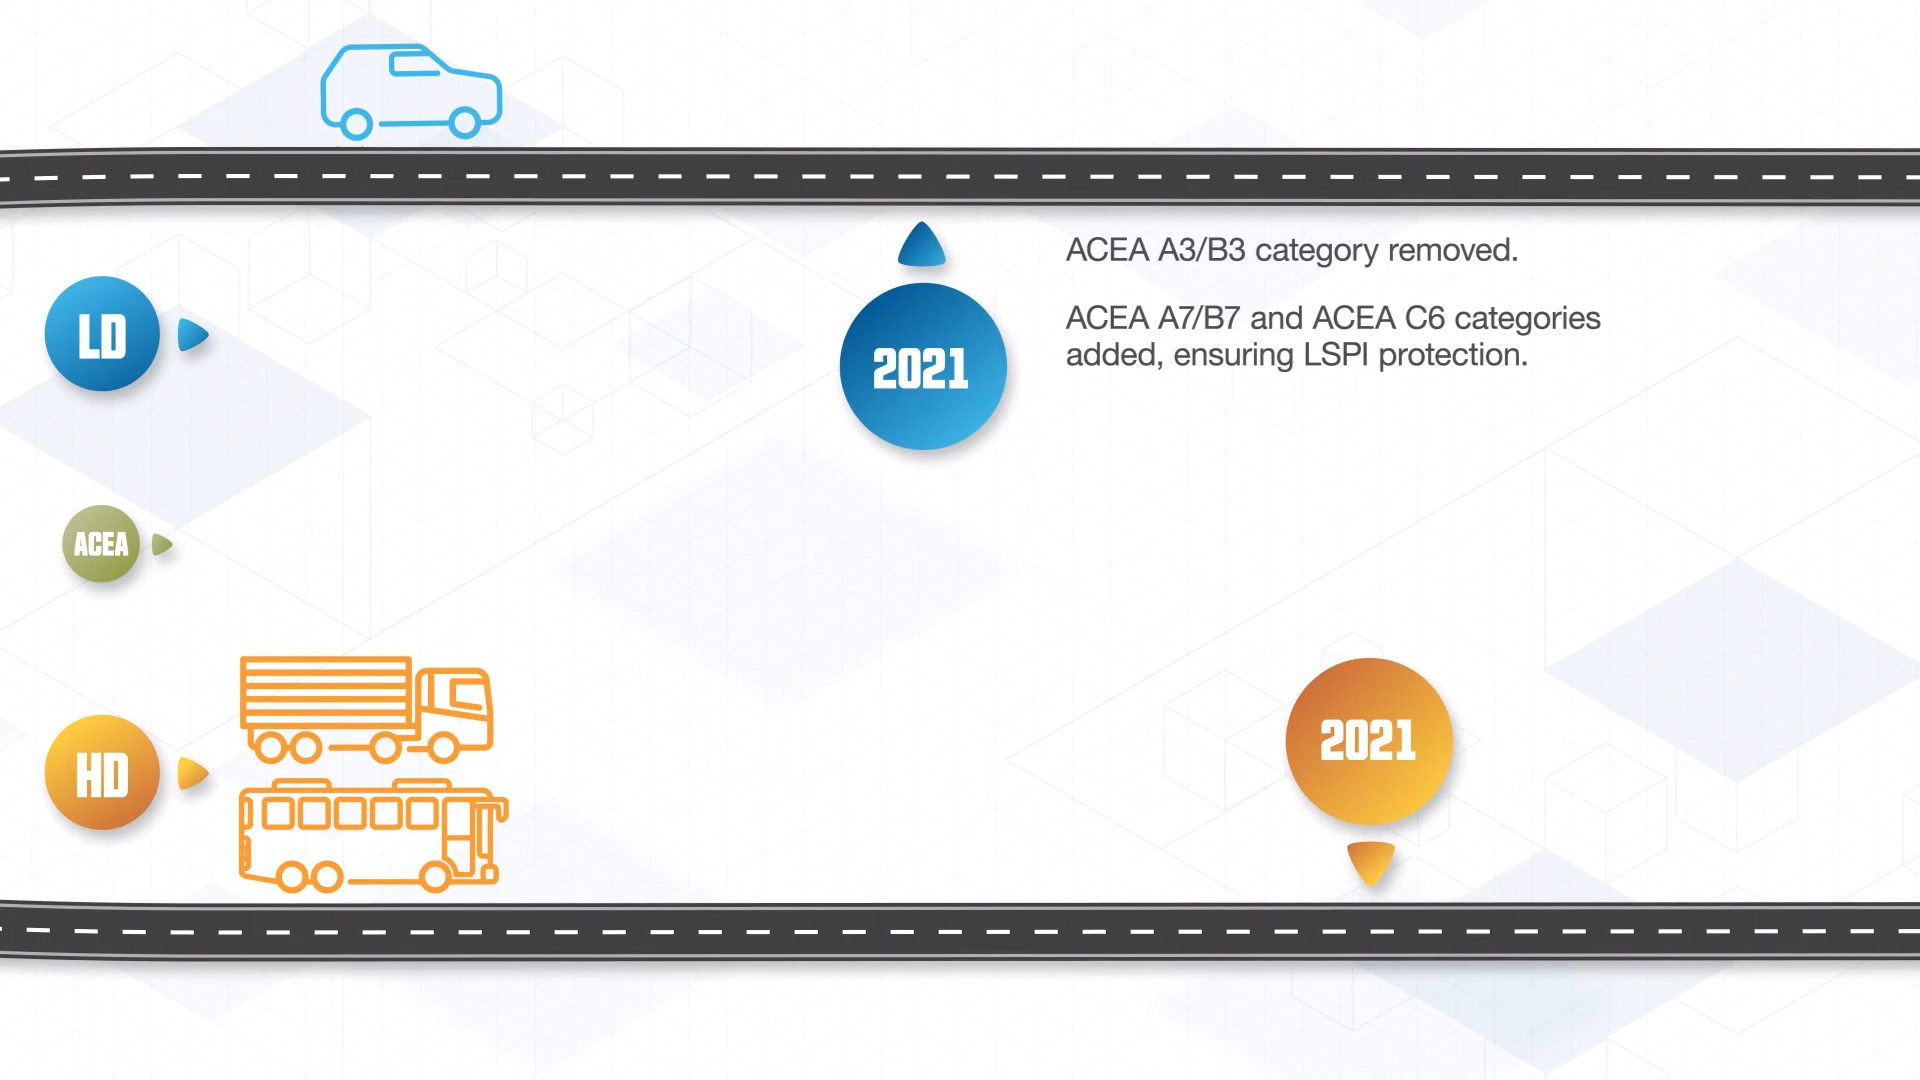 LD
2021
ACEA A3/B3 category removed.
ACEA A7/B7 and ACEA C6 categories
added, ensuring LSPI protection.
ACEA
HD
2021